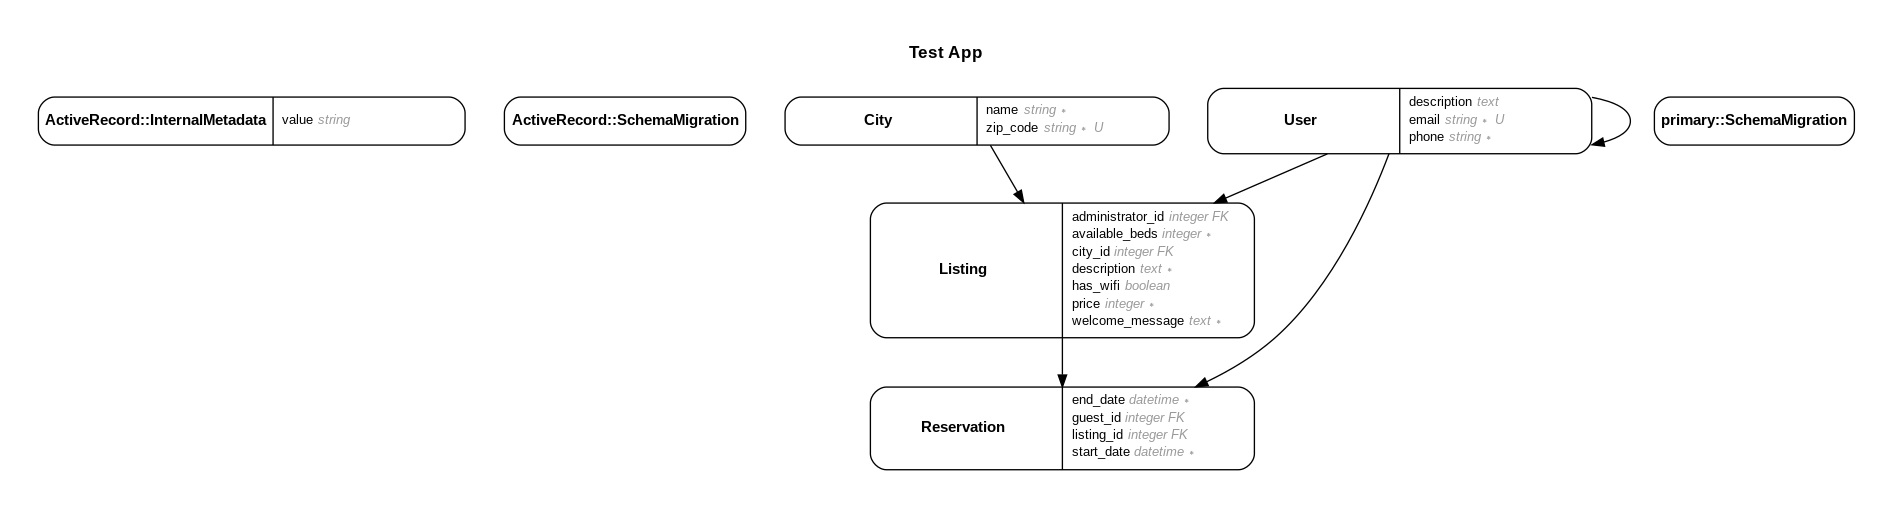 Test App
ActiveRecord::InternalMetadata
value string
ActiveRecord::SchemaMigration
City
name string *
zip_code string * U
User
description text
email string * U
phone string *
primary::SchemaMigration
Listing
administrator_id integer FK
available_beds integer *
city_id integer FK
description text *
has_wifi boolean
price integer *
welcome_message text *
Reservation
end_date datetime *
guest_id integer FK
listing_id integer FK
start_date datetime *